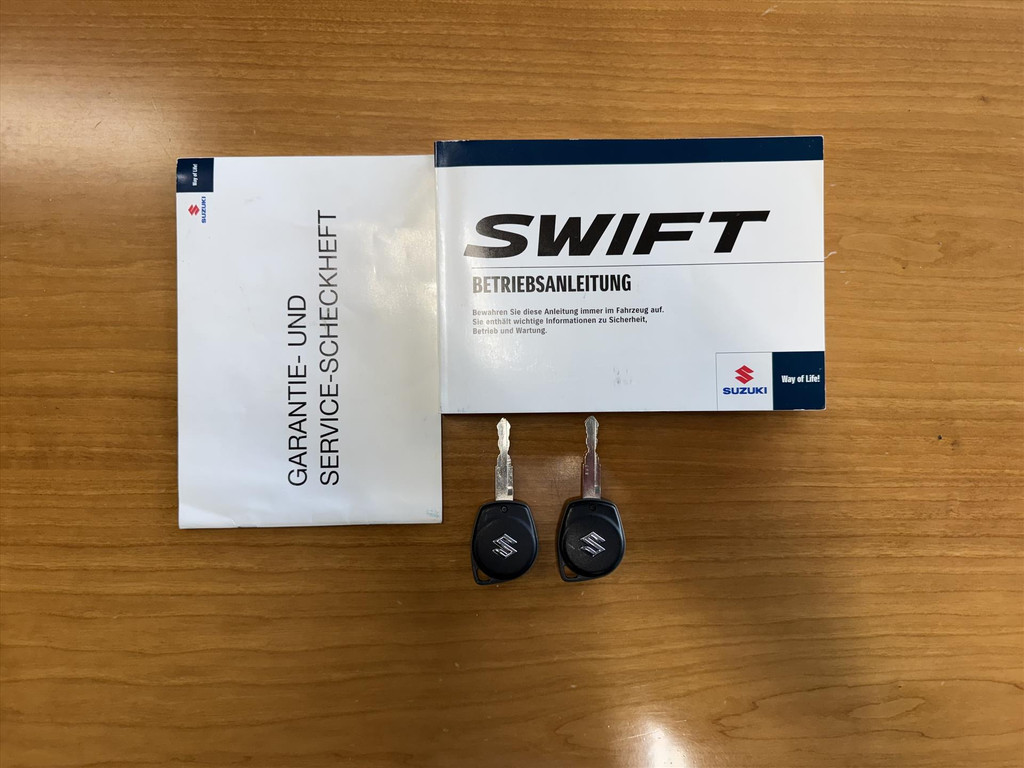 Way of Life!
SUZUKI
GARANTIE- UND
SERVICE-SCHECKHEFT
SWIFT
BETRIEBSANLEITUNG
Bewahren Sie diese Anleitung immer im Fahrzeug auf.
Sie enthält wichtige Informationen zu Sicherheit,
Betrieb und Wartung.
SUZUKI
Way of Life!